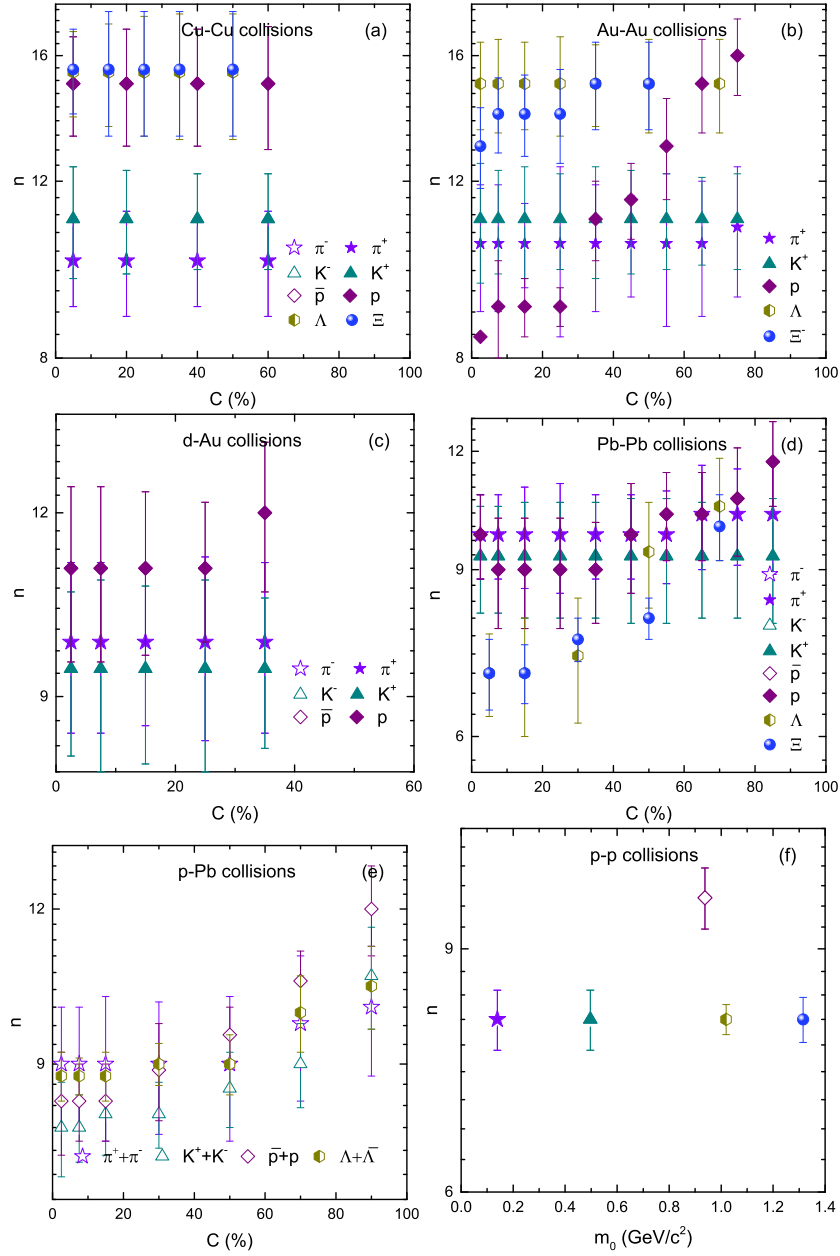 Cu-Cu collisions (a)
16
12
8
n
π⁻ π⁺
K⁻ K⁺
p̅ p
Λ Ξ
0 20 40 60 80 100
C (%)
Au-Au collisions (b)
16
12
8
n
π⁺
K⁺
p
Λ
Ξ⁻
0 20 40 60 80 100
C (%)
d-Au collisions (c)
12
9
n
π⁻ π⁺
K⁻ K⁺
p̅ p
0 20 40 60
C (%)
Pb-Pb collisions (d)
12
9
6
n
π⁻
π⁺
K⁻
K⁺
p̅
p
Λ
Ξ
0 20 40 60 80 100
C (%)
p-Pb collisions (e)
12
9
n
π⁺+π⁻ K⁺+K⁻ p̅+p Λ+Λ̅
0 20 40 60 80 100
C (%)
p-p collisions (f)
9
6
n
0.0 0.2 0.4 0.6 0.8 1.0 1.2 1.4
m₀ (GeV/c²)